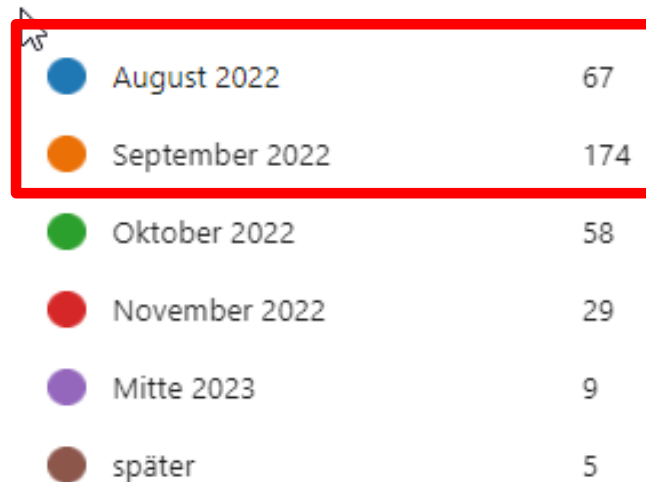 August 2022 67
September 2022 174
Oktober 2022 58
November 2022 29
Mitte 2023 9
später 5